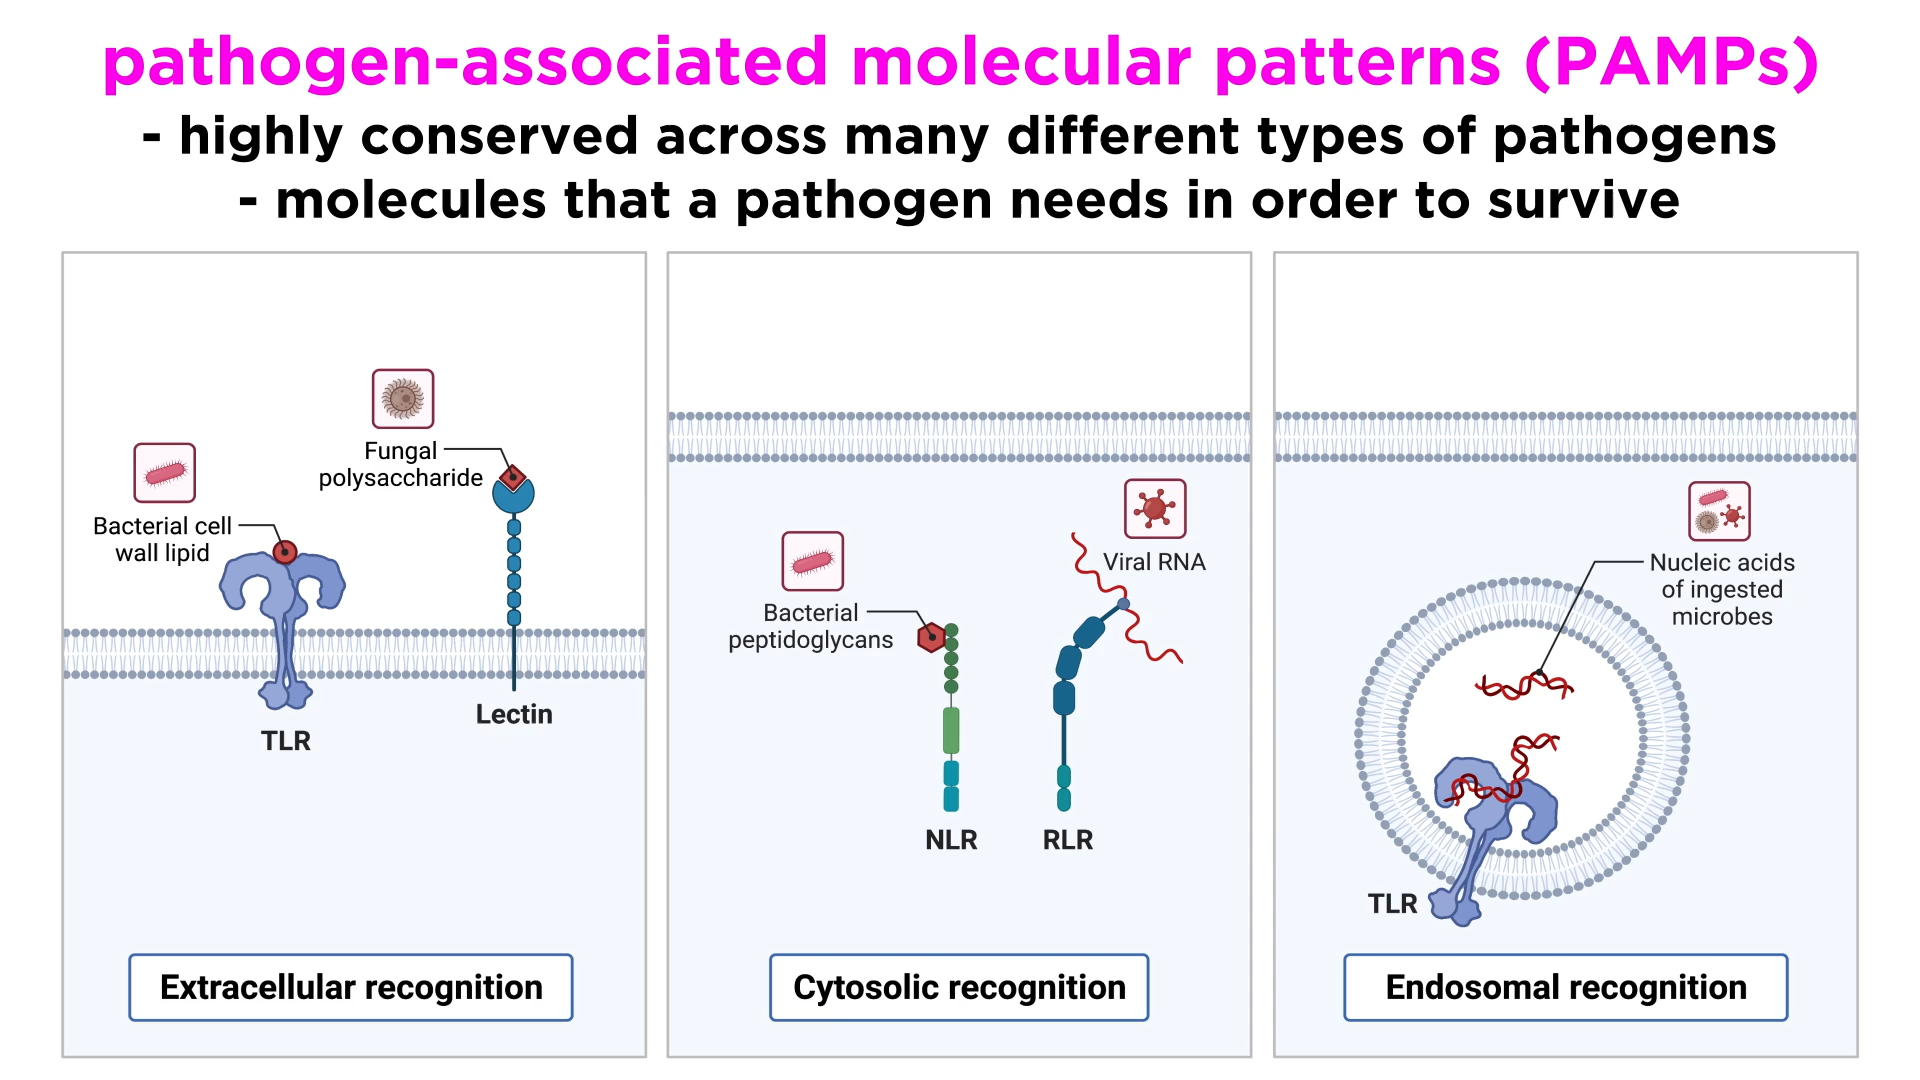 pathogen-associated molecular patterns (PAMPs)
- highly conserved across many different types of pathogens
- molecules that a pathogen needs in order to survive
Fungal
polysaccharide
Bacterial cell
wall lipid
Lectin
TLR
Extracellular recognition
Viral RNA
Bacterial
peptidoglycans
NLR
RLR
Cytosolic recognition
Nucleic acids
of ingested
microbes
TLR
Endosomal recognition